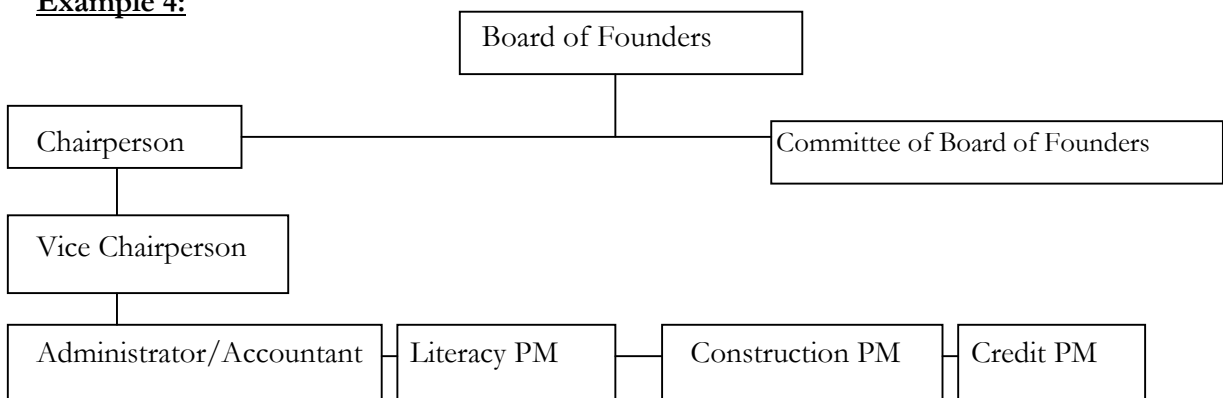 Example 4:
Board of Founders
Chairperson
Committee of Board of Founders
Vice Chairperson
Administrator/Accountant
Literacy PM
Construction PM
Credit PM